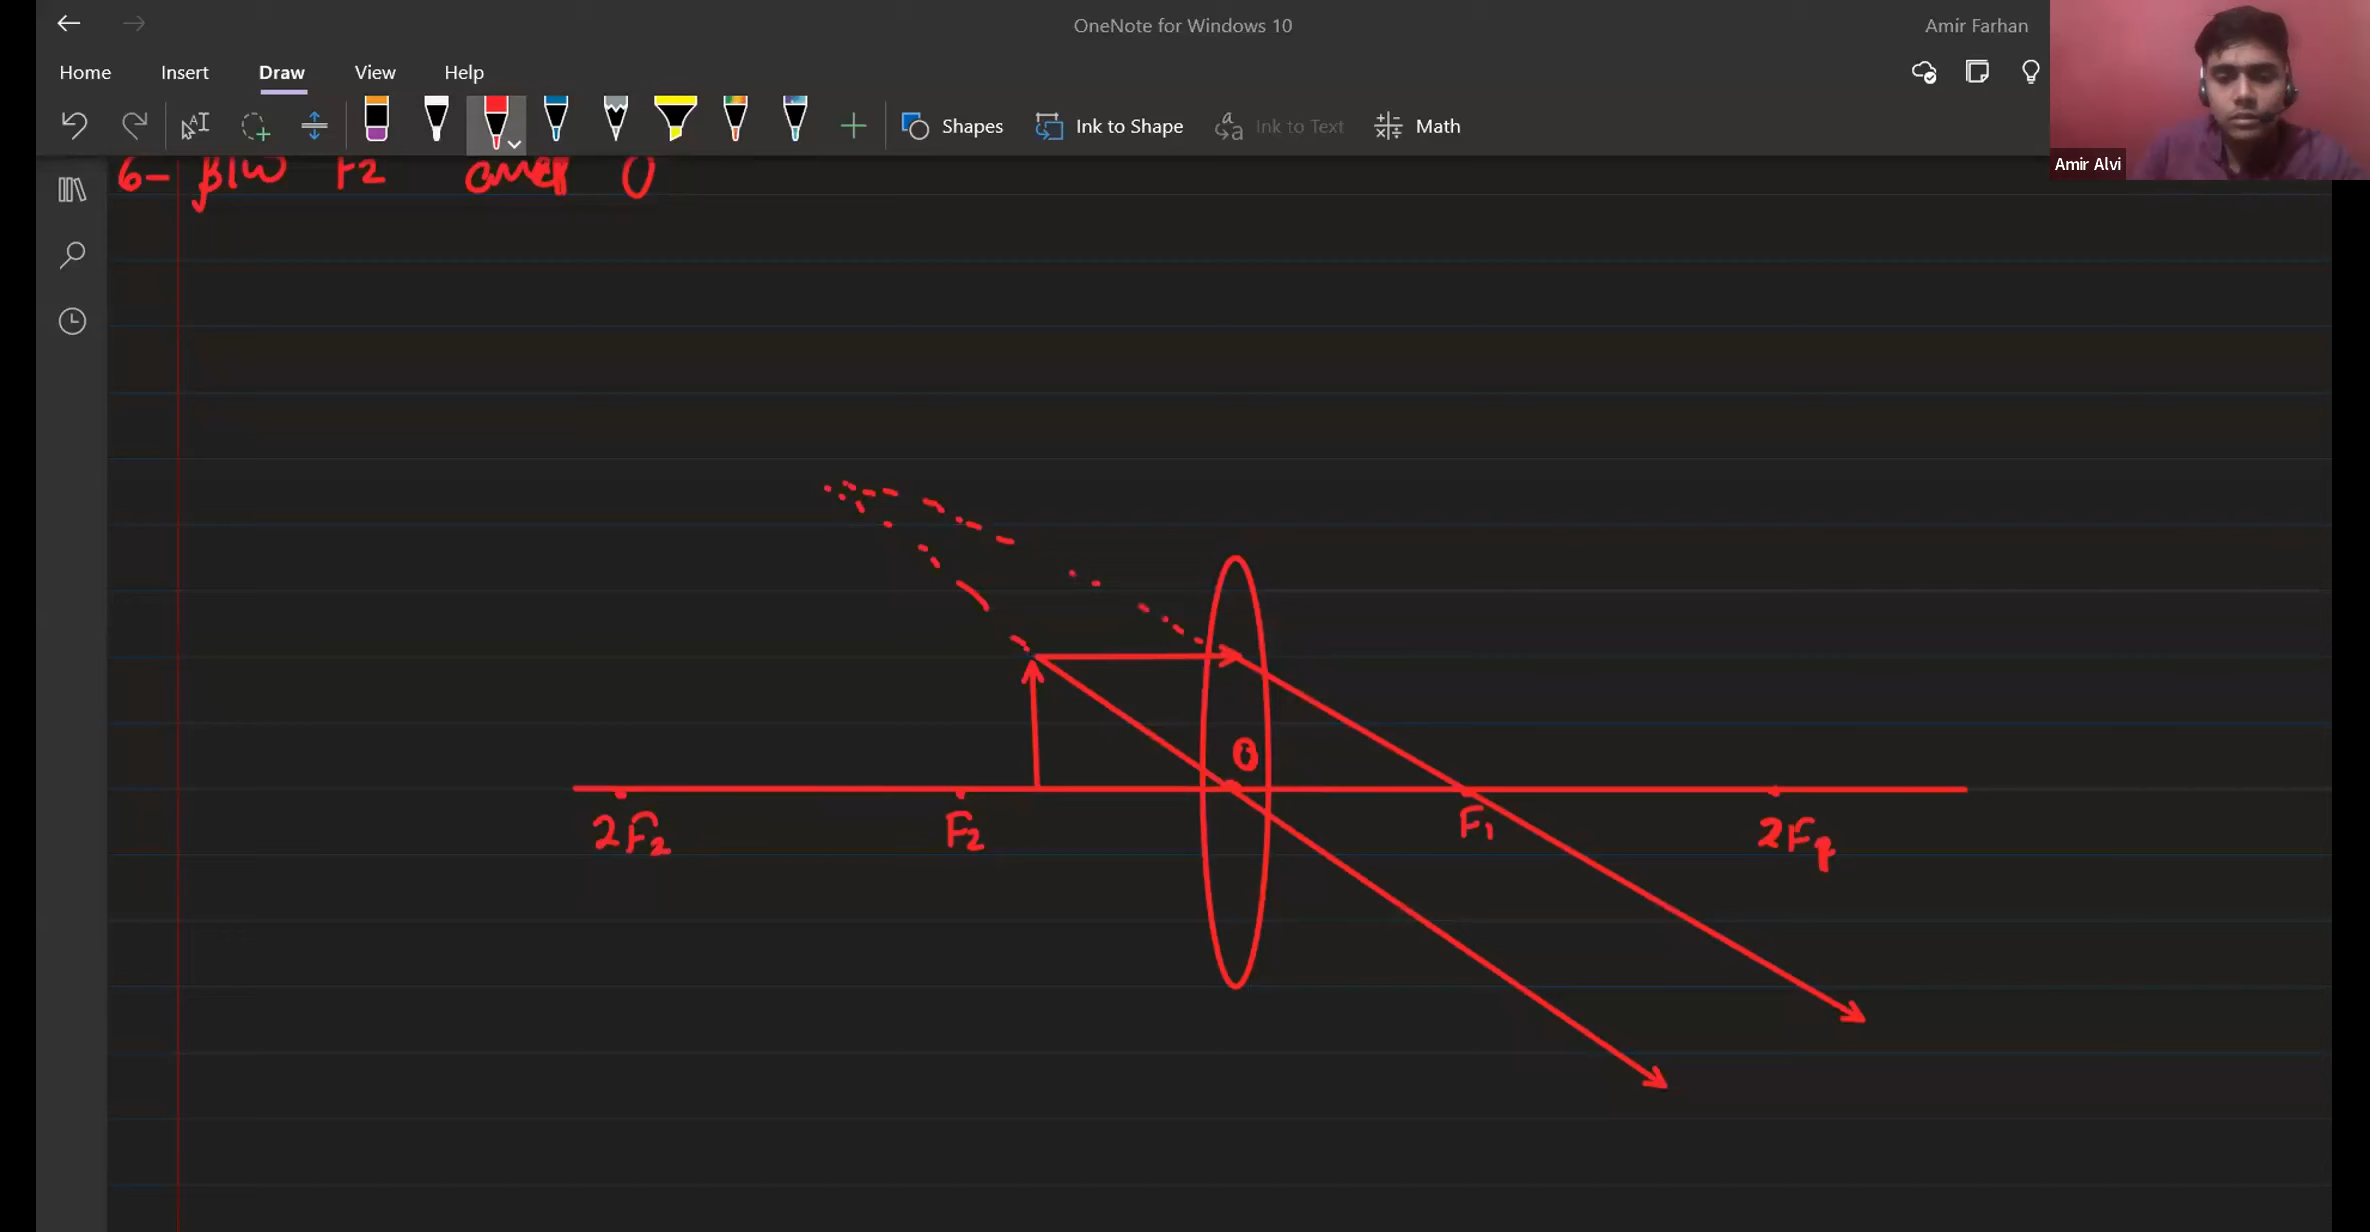 OneNote for Windows 10
Amir Farhan
Home Insert Draw View Help
Shapes Ink to Shape Ink to Text Math
Amir Alvi
6- B/W F2 and O
O
2F2 F2 F1 2F1